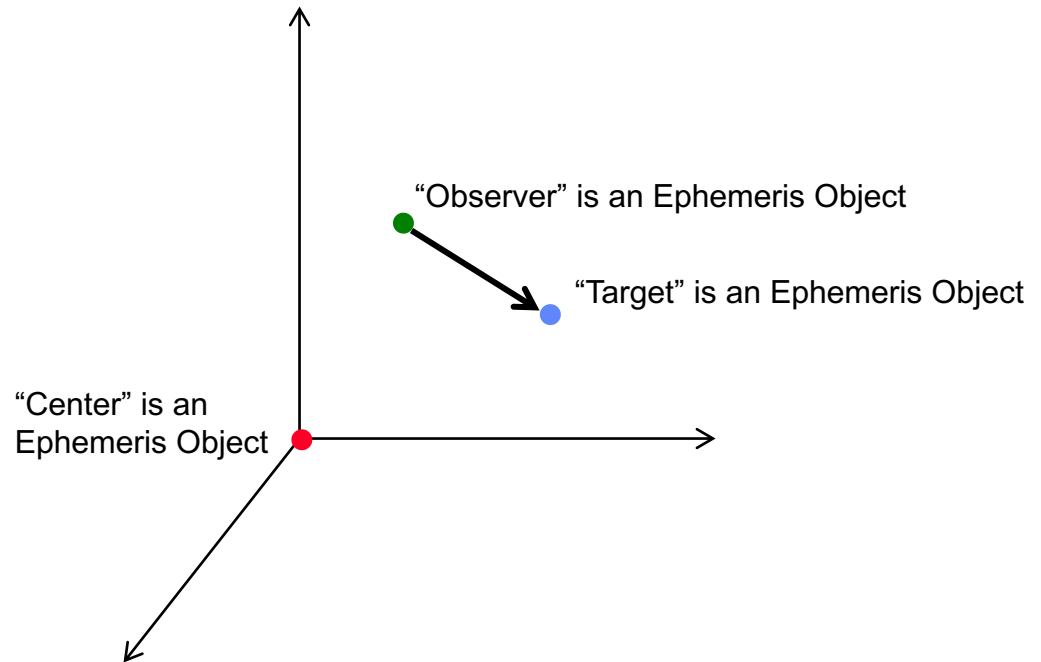 “Observer” is an Ephemeris Object
“Target” is an Ephemeris Object
“Center” is an
Ephemeris Object